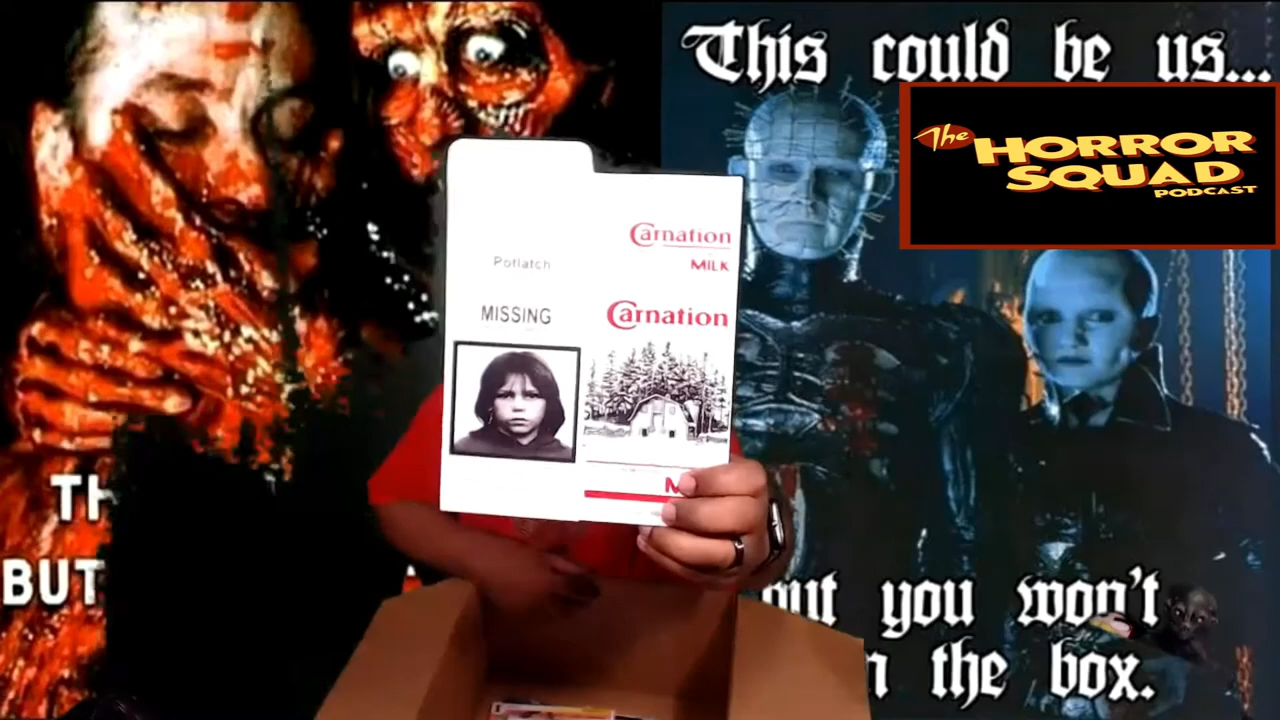 This could be us...
The
HORROR
SQUAD
PODCAST
Carnation
MILK
Potlatch
MISSING
Carnation
M
TH
BUT
but you won't
the box.